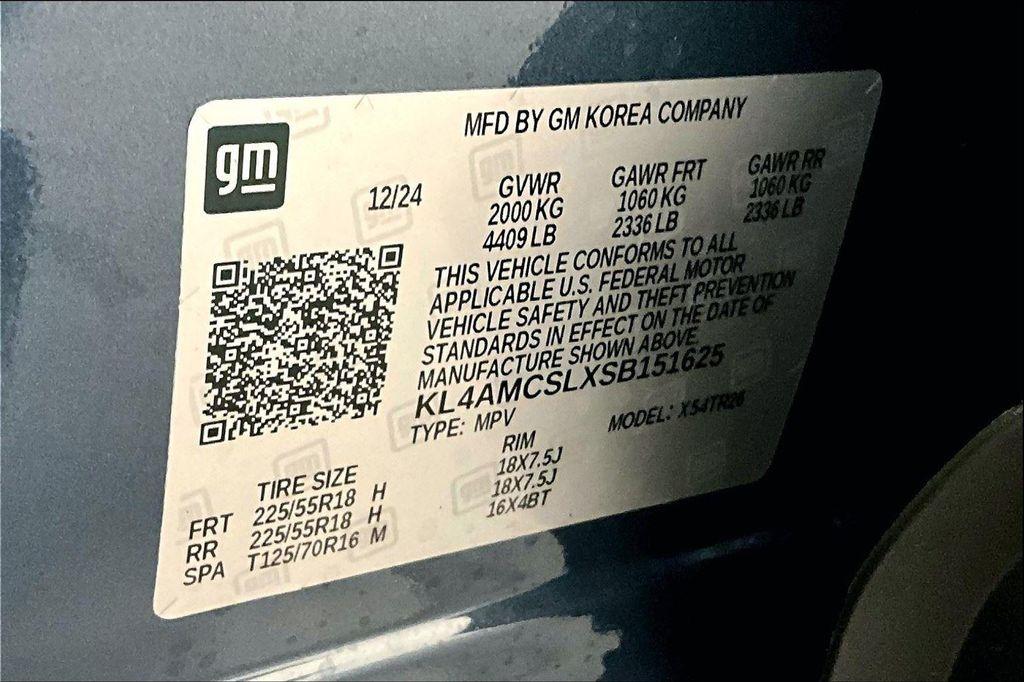 gm
MFD BY GM KOREA COMPANY
12/24
GVWR GAWR FRT GAWR RR
2000 KG 1060 KG 1060 KG
4409 LB 2336 LB 2336 LB
THIS VEHICLE CONFORMS TO ALL
APPLICABLE U.S. FEDERAL MOTOR
VEHICLE SAFETY AND THEFT PREVENTION
STANDARDS IN EFFECT ON THE DATE OF
MANUFACTURE SHOWN ABOVE.
KL4AMCSLXSB151625
TYPE: MPV MODEL: X54TR26
TIRE SIZE RIM
FRT 225/55R18 H 18X7.5J
RR 225/55R18 H 18X7.5J
SPA T125/70R16 M 16X4BT